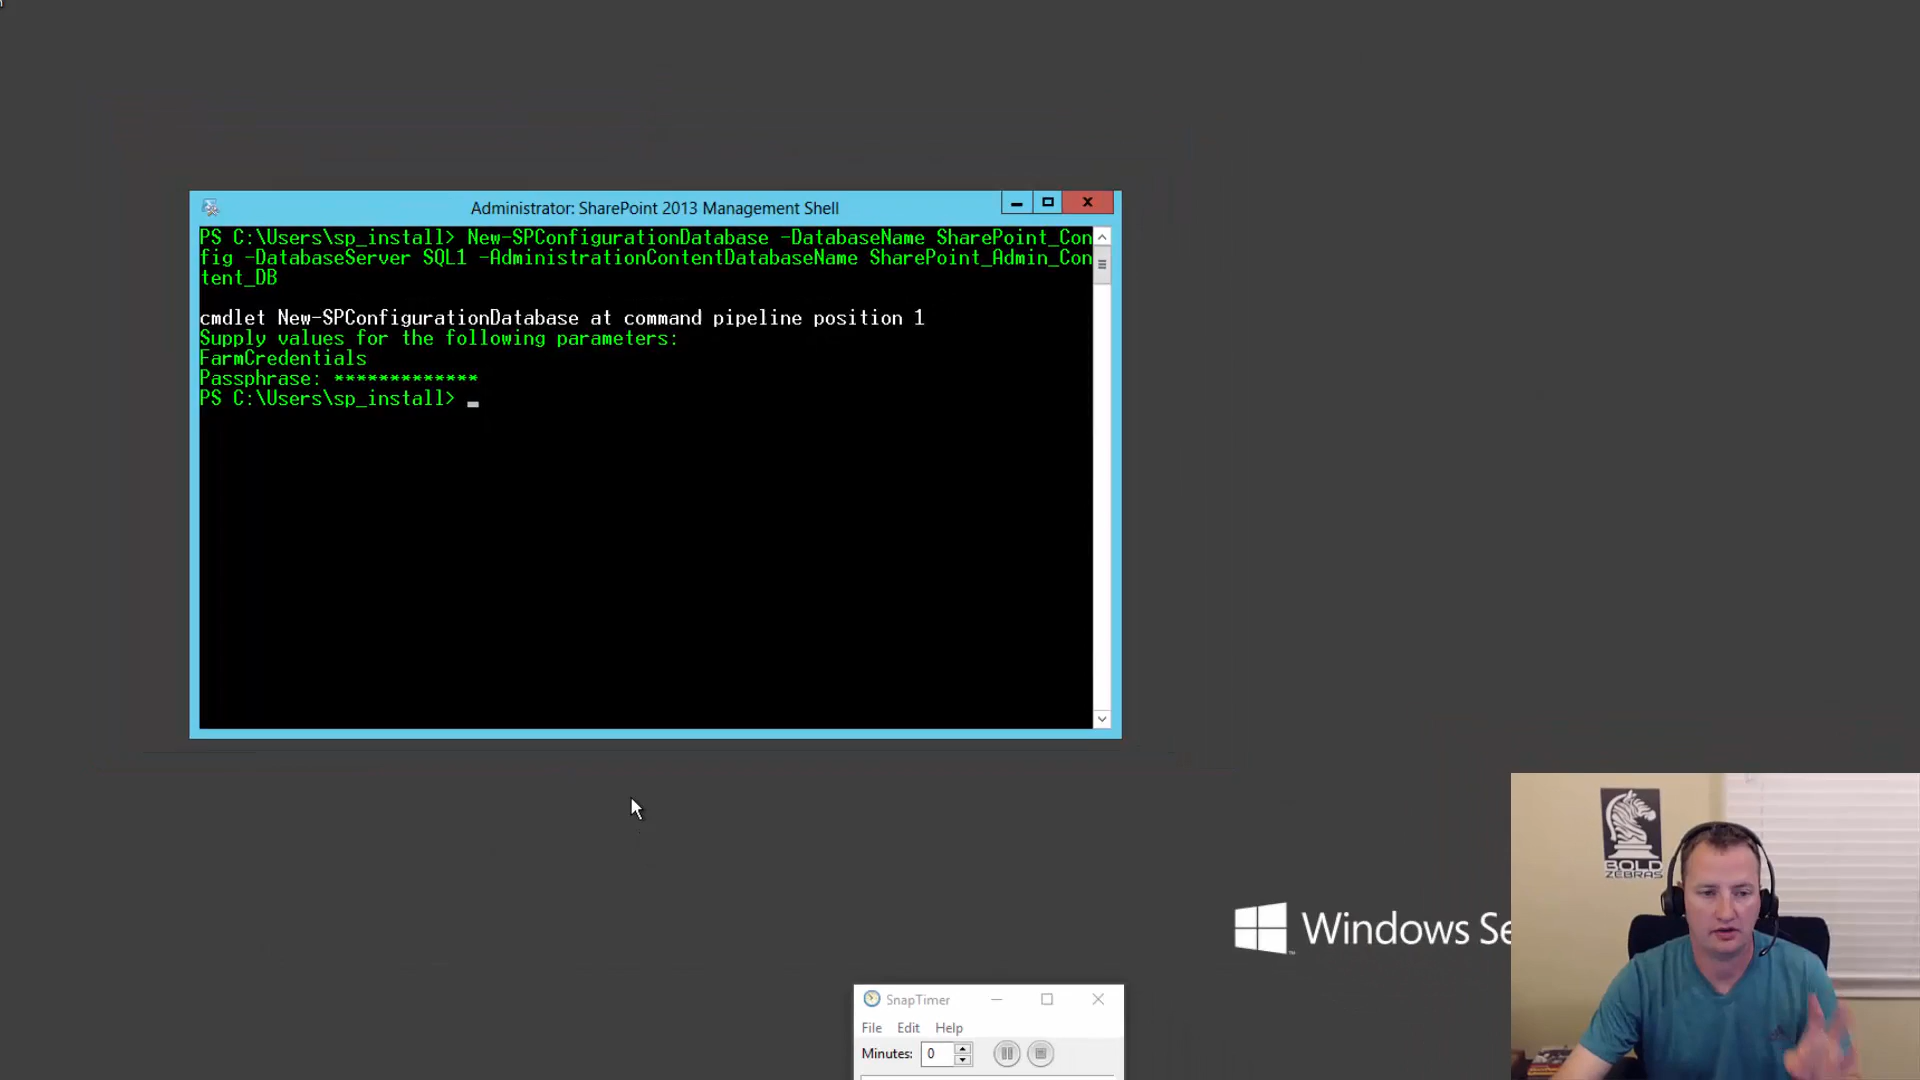 Administrator: SharePoint 2013 Management Shell
PS C:\Users\sp_install> New-SPConfigurationDatabase -DatabaseName SharePoint_Con
fig -DatabaseServer SQL1 -AdministrationContentDatabaseName SharePoint_Admin_Con
tent_DB
cmdlet New-SPConfigurationDatabase at command pipeline position 1
Supply values for the following parameters:
FarmCredentials
Passphrase: *************
PS C:\Users\sp_install> _
BOLD
ZEBRAS
Windows Se
SnapTimer
File Edit Help
Minutes: 0